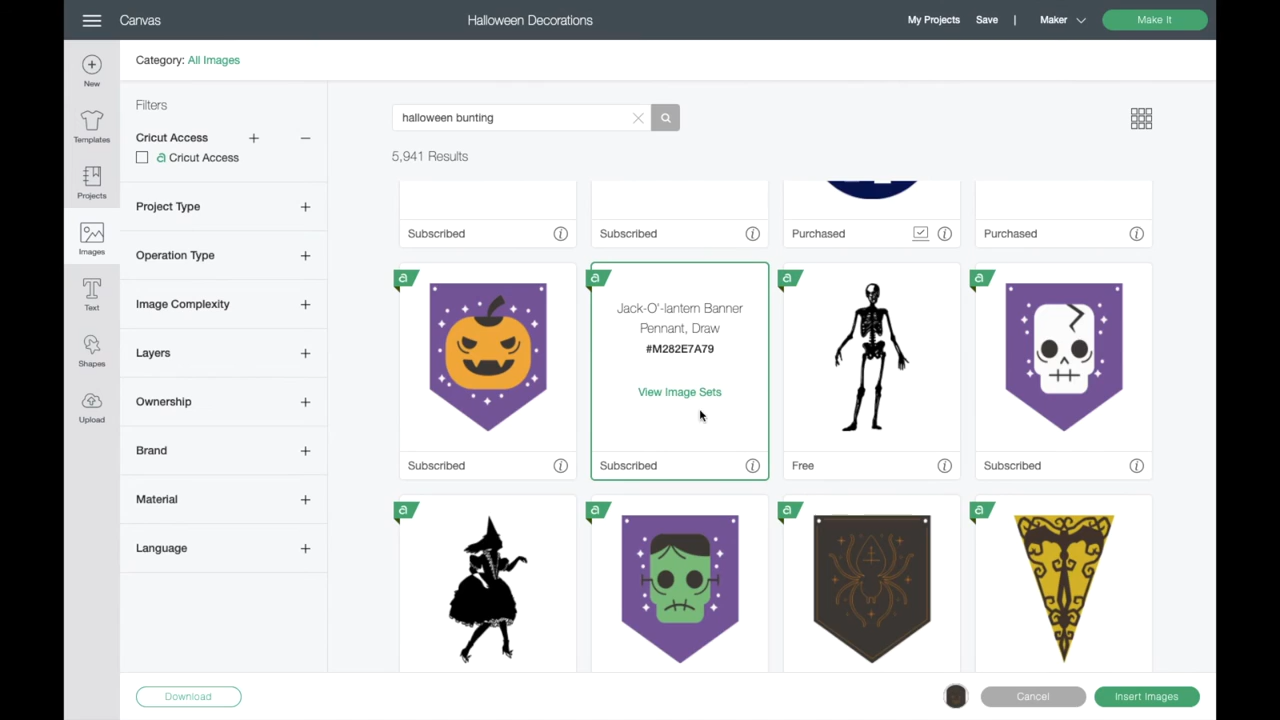 Canvas
Halloween Decorations
My Projects Save | Maker Make It
New
Templates
Projects
Images
Text
Shapes
Upload
Category: All Images
Filters
Cricut Access
a Cricut Access
Project Type
Operation Type
Image Complexity
Layers
Ownership
Brand
Material
Language
halloween bunting
5,941 Results
Subscribed
Subscribed
Purchased
Purchased
a
a
a
a
Jack-O'-lantern Banner
Pennant, Draw
#M282E7A79
View Image Sets
Subscribed
Subscribed
Free
Subscribed
a
a
a
a
Download
Cancel
Insert Images